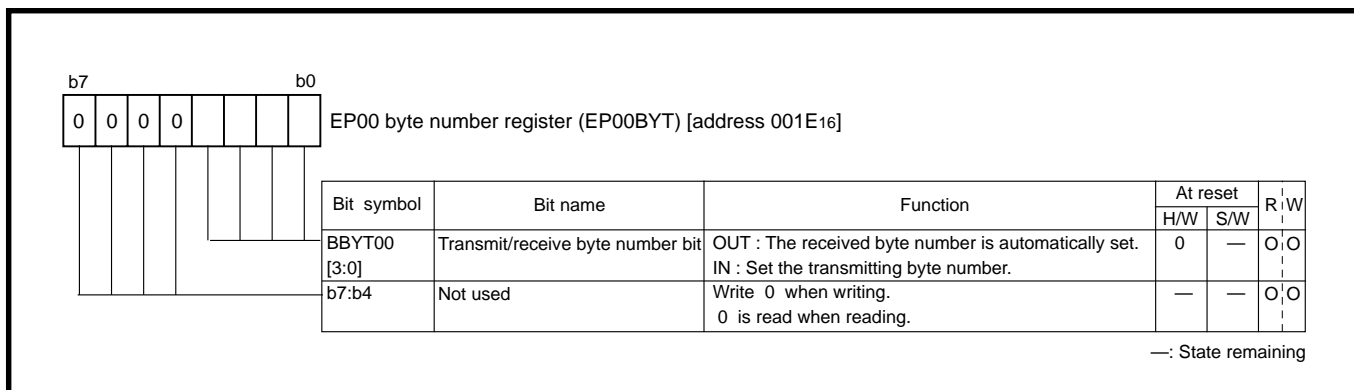 b7 b0
0 0 0 0
EP00 byte number register (EP00BYT) [address 001E16]
Bit symbol Bit name Function At reset R W
H/W S/W
BBYT00 Transmit/receive byte number bit OUT : The received byte number is automatically set. 0 — O O
[3:0] IN : Set the transmitting byte number.
b7:b4 Not used Write 0 when writing. — — O O
0 is read when reading.
—: State remaining